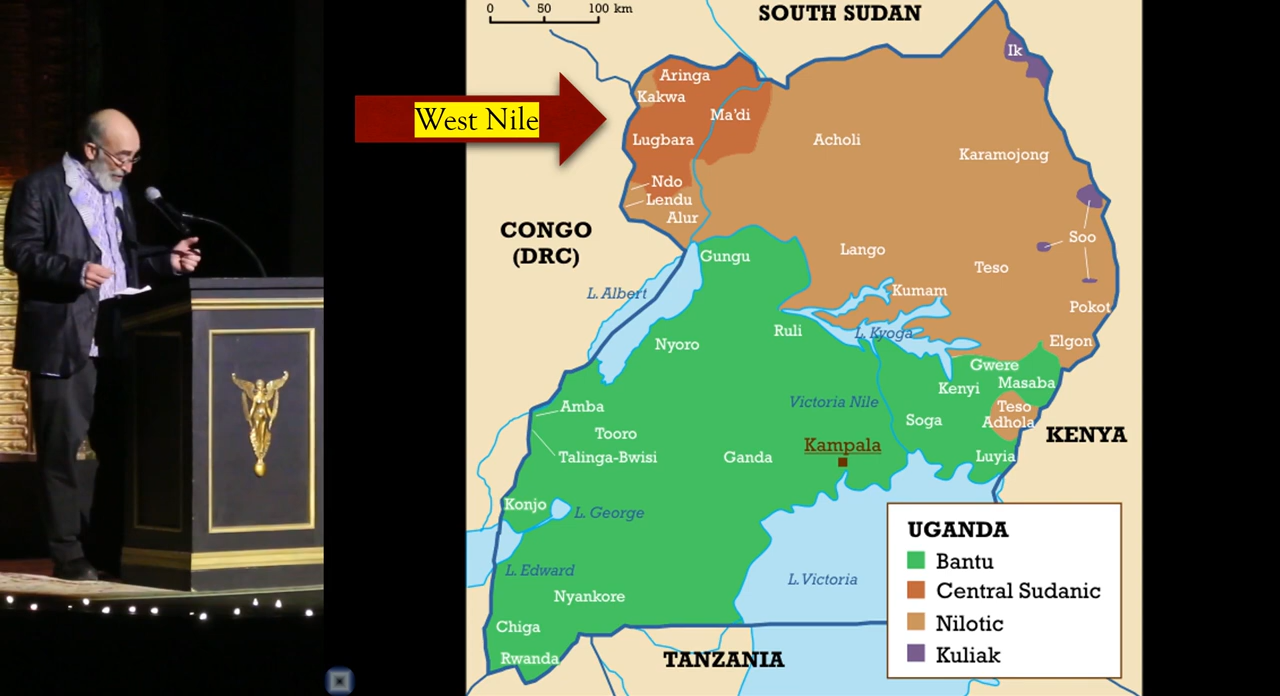 0 50 100 km
SOUTH SUDAN
Ik
Aringa
Kakwa
West Nile
Ma'di
Lugbara
Acholi
Karamojong
Ndo
Lendu
Alur
CONGO
(DRC)
Soo
Gungu
Lango
Teso
L. Albert
Kumam
Pokot
Ruli
L. Kyoga
Elgon
Nyoro
Gwere
Masaba
Kenyi
Amba
Victoria Nile
Teso
Adhola
Soga
Tooro
KENYA
Kampala
Talinga-Bwisi
Ganda
Luyia
Konjo
L. George
UGANDA
Bantu
Central Sudanic
Nilotic
Kuliak
L. Edward
L. Victoria
Nyankore
Chiga
Rwanda
TANZANIA